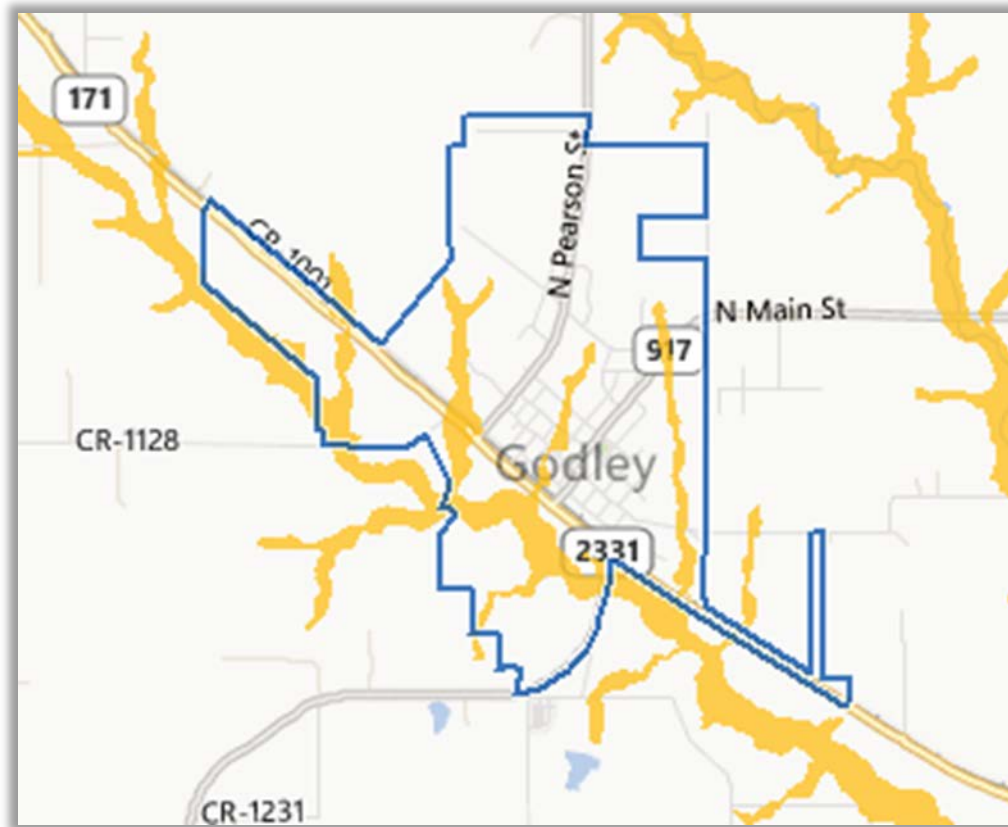 171
N Pearson St
CR-1001
N Main St
917
CR-1128
Godley
2331
CR-1231